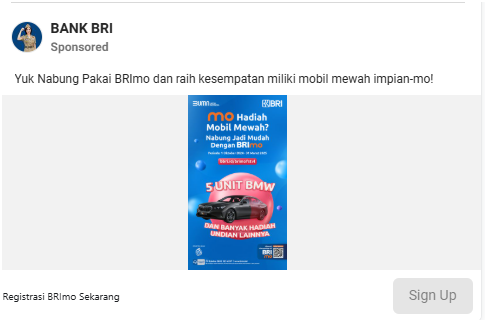 BANK BRI
Sponsored
Yuk Nabung Pakai BRImo dan raih kesempatan miliki mobil mewah impian-mo!
BUMN BRI
mo Hadiah
Mobil Mewah?
Nabung Jadi Mudah
Dengan BRImo
5 UNIT BMW
DAN BANYAK HADIAH
UNDIAN LAINNYA
BRI
Registrasi BRImo Sekarang
Sign Up